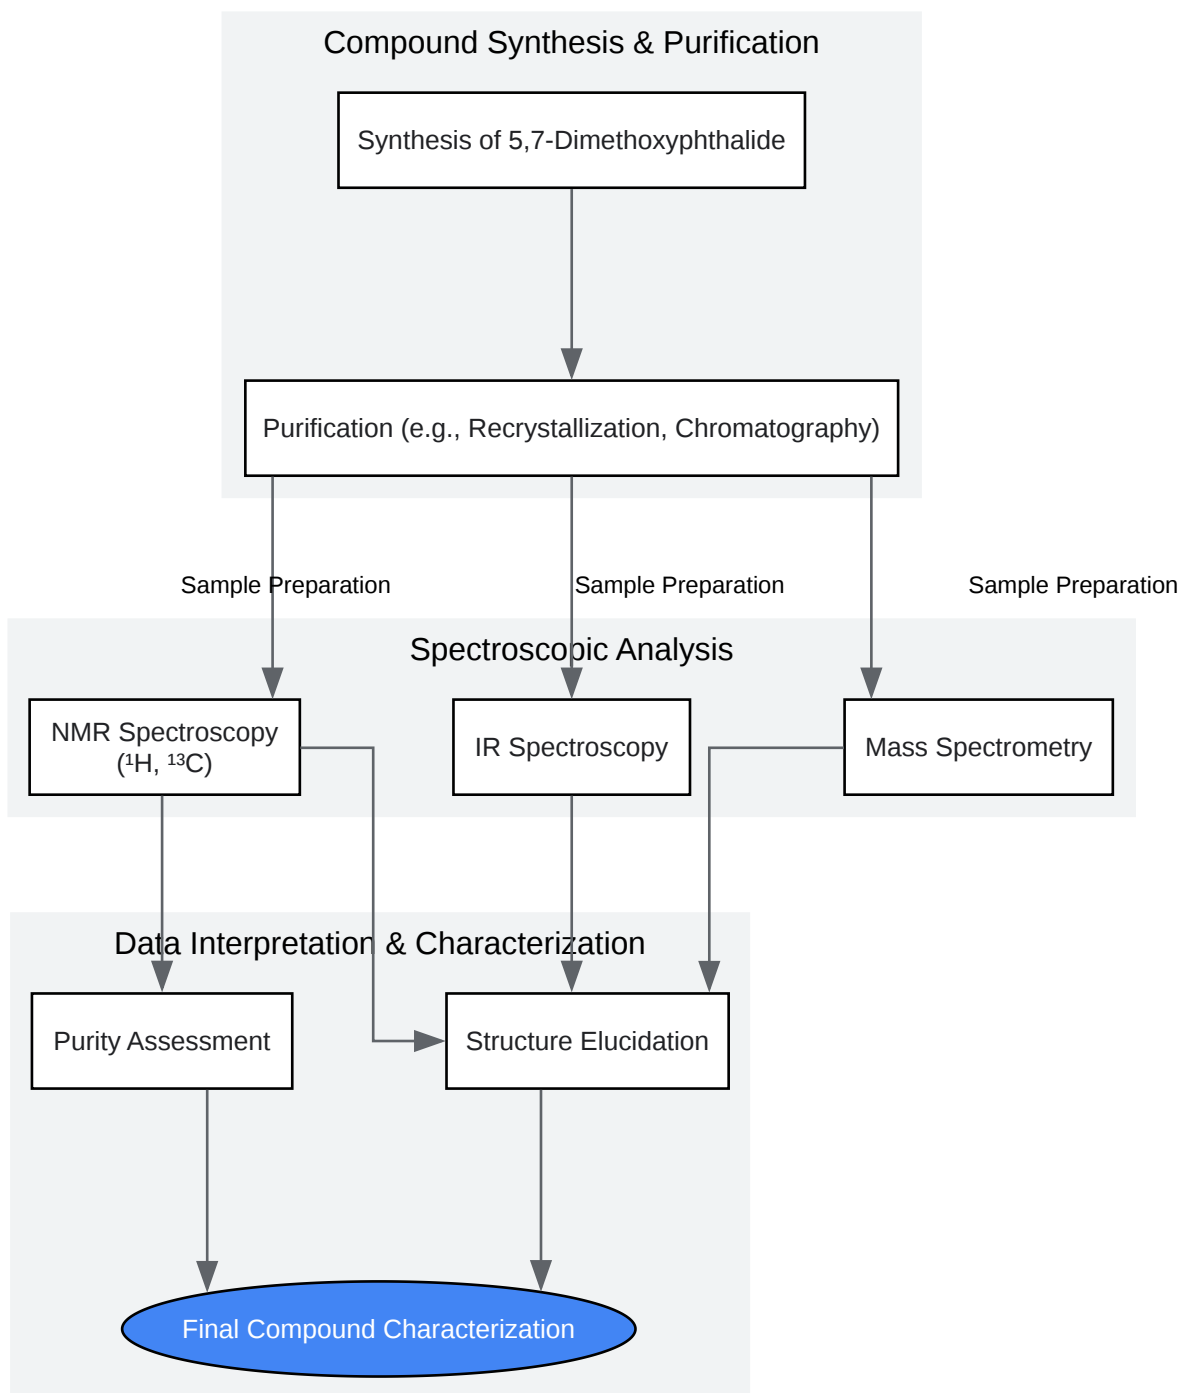 Compound Synthesis & Purification
Synthesis of 5,7-Dimethoxyphthalide
Purification (e.g., Recrystallization, Chromatography)
Sample Preparation
Sample Preparation
Sample Preparation
Spectroscopic Analysis
NMR Spectroscopy
(¹H, ¹³C)
IR Spectroscopy
Mass Spectrometry
Data Interpretation & Characterization
Purity Assessment
Structure Elucidation
Final Compound Characterization